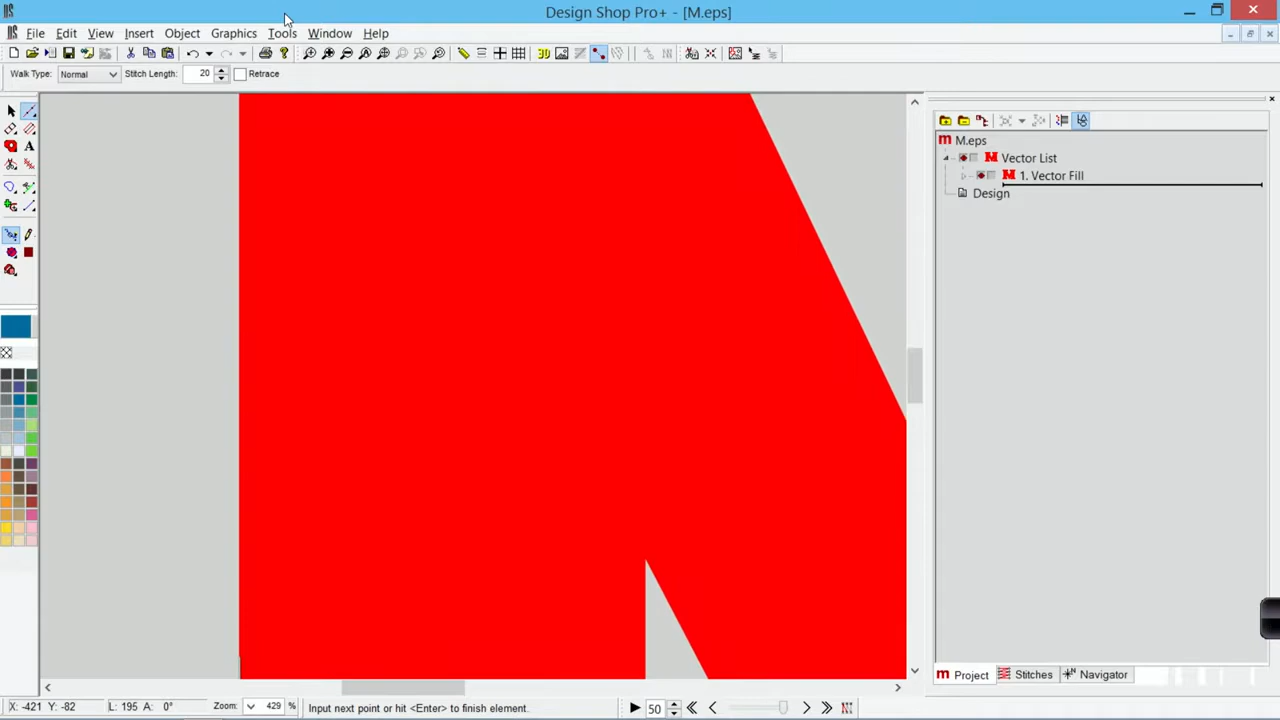 Design Shop Pro+ - [M.eps]
File Edit View Insert Object Graphics Tools Window Help
3D
Walk Type: Normal Stitch Length: 20 Retrace
A
M.eps
Vector List
1. Vector Fill
Design
Project Stitches Navigator
X: -421 Y: -82 L: 195 A: 0° Zoom: 429 % Input next point or hit <Enter> to finish element. 50